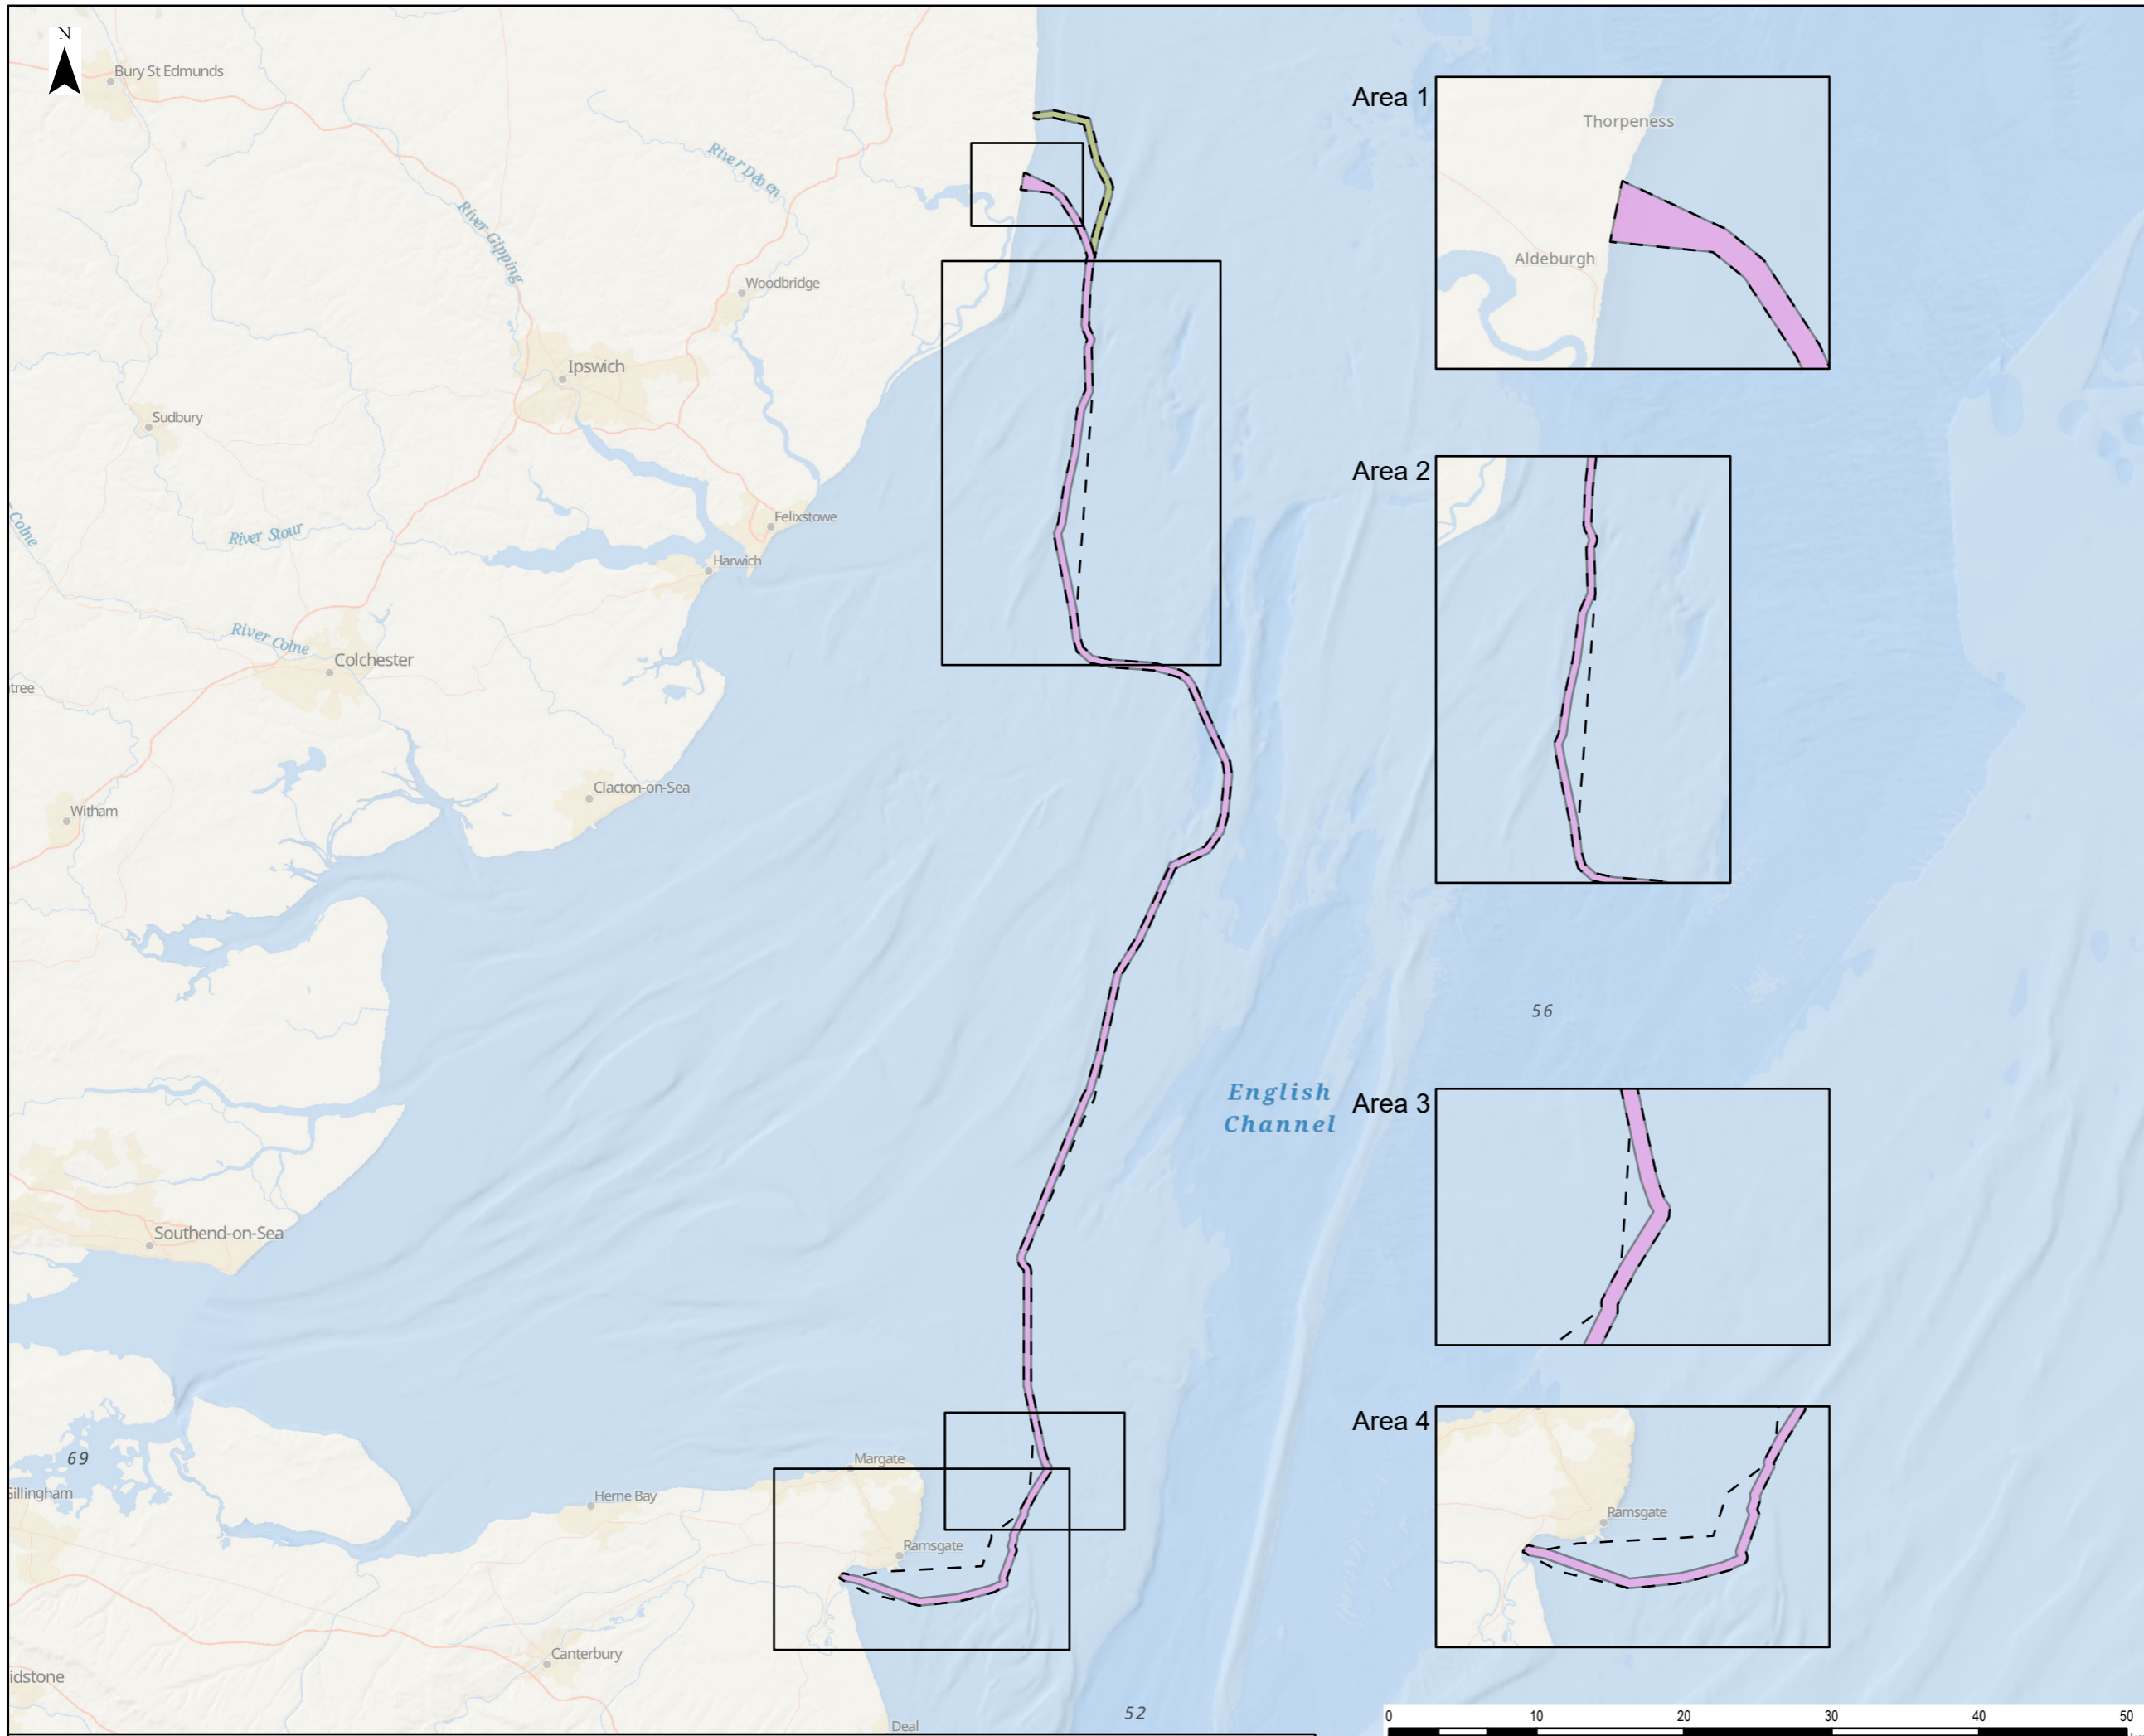 N
Bury St Edmunds
Area 1
Thorpeness
River Deben
River Gipping
Aldeburgh
Woodbridge
Ipswich
Sudbury
Area 2
Colne
River Stour
Felixstowe
Harwich
River Colne
Colchester
tree
Clacton-on-Sea
Witham
56
English
Channel
Area 3
Southend-on-Sea
Area 4
69
Margate
Gillingham
Herne Bay
Ramsgate
Ramsgate
Canterbury
idstone
52
Deal
0 10 20 30 40 50